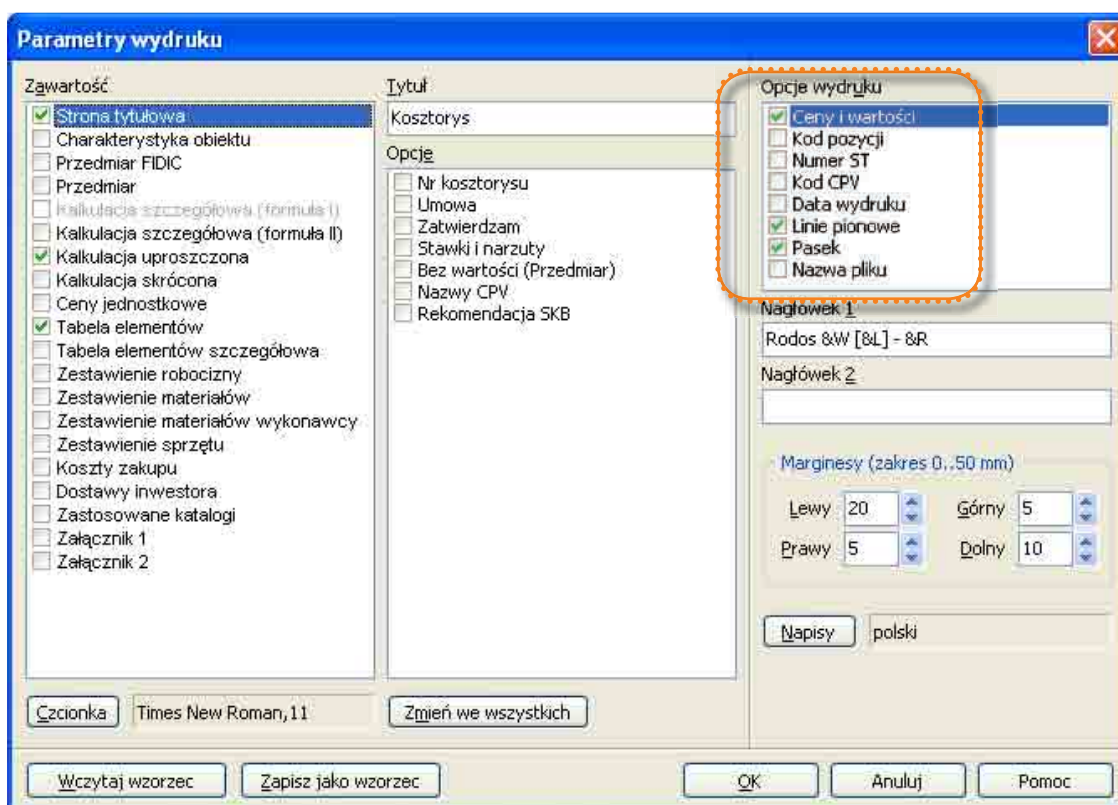 Parametry wydruku
Zawartość
Strona tytułowa
Charakterystyka obiektu
Przedmiar FIDIC
Przedmiar
Kalkulacja szczegółowa (formuła I)
Kalkulacja szczegółowa (formuła II)
Kalkulacja uproszczona
Kalkulacja skrócona
Ceny jednostkowe
Tabela elementów
Tabela elementów szczegółowa
Zestawienie robocizny
Zestawienie materiałów
Zestawienie materiałów wykonawcy
Zestawienie sprzętu
Koszty zakupu
Dostawy inwestora
Zastosowane katalogi
Załącznik 1
Załącznik 2
Czcionka Times New Roman,11
Tytuł
Kosztorys
Opcje
Nr kosztorysu
Umowa
Zatwierdzam
Stawki i narzuty
Bez wartości (Przedmiar)
Nazwy CPV
Rekomendacja SKB
Zmień we wszystkich
Opcje wydruku
Ceny i wartości
Kod pozycji
Numer ST
Kod CPV
Data wydruku
Linie pionowe
Pasek
Nazwa pliku
Nagłówek 1
Rodos &W [&L] - &R
Nagłówek 2
Marginesy (zakres 0..50 mm)
Lewy 20 Górny 5
Prawy 5 Dolny 10
Napisy polski
Wczytaj wzorzec Zapisz jako wzorzec OK Anuluj Pomoc